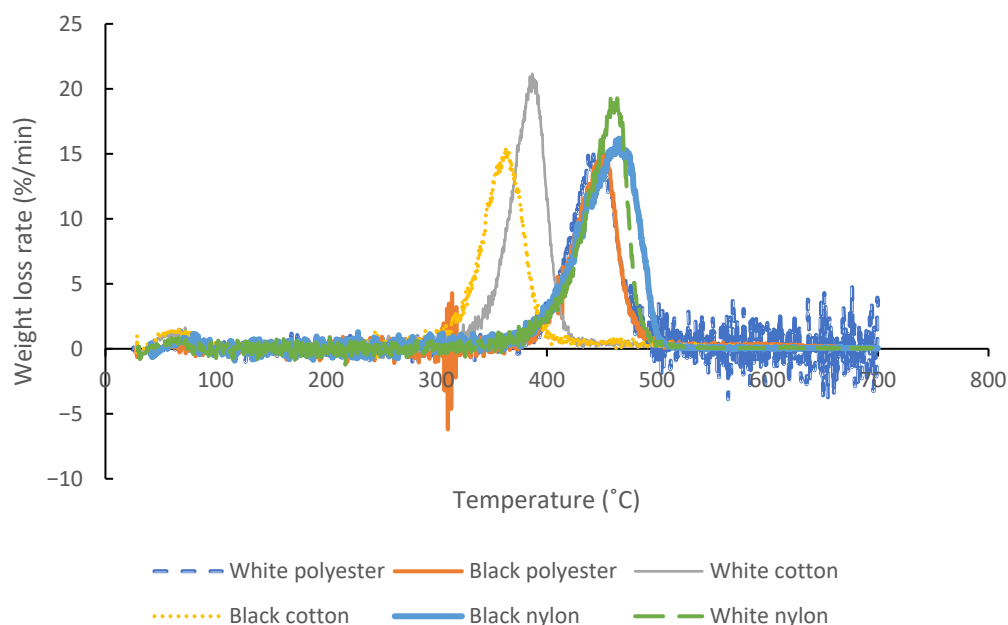 25
20
15
10
5
0
−5
−10
0 100 200 300 400 500 600 700 800
Weight loss rate (%/min)
Temperature (˚C)
White polyester Black polyester White cotton
Black cotton Black nylon White nylon